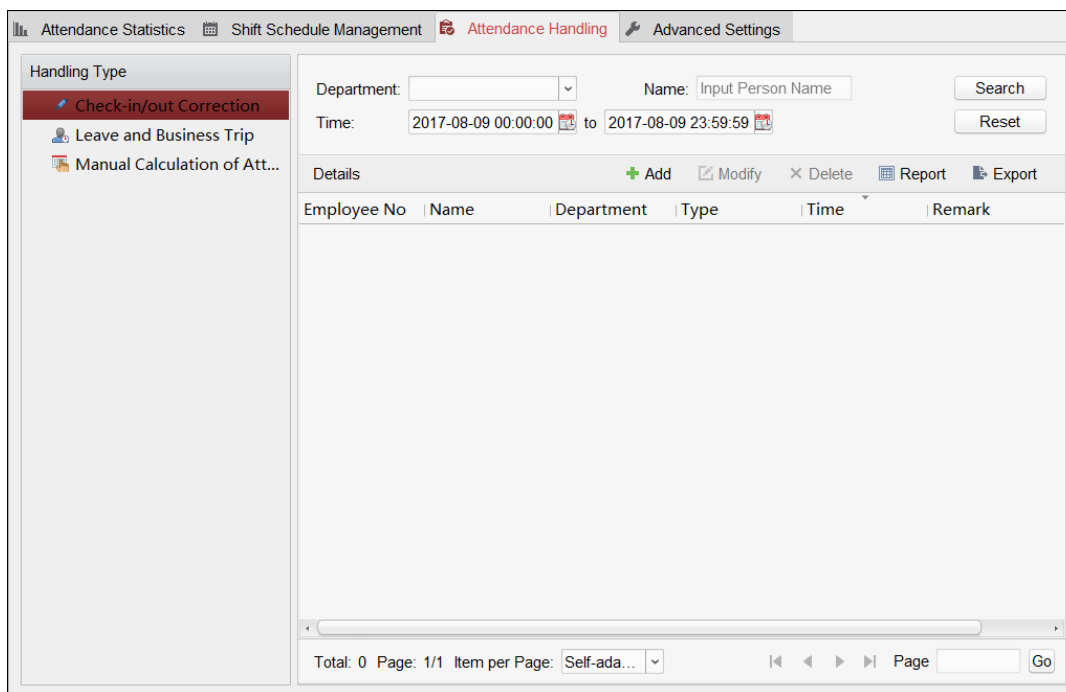 Attendance Statistics Shift Schedule Management Attendance Handling Advanced Settings
Handling Type
Check-in/out Correction
Leave and Business Trip
Manual Calculation of Att...
Department: Name: Input Person Name Search
Time: 2017-08-09 00:00:00 to 2017-08-09 23:59:59 Reset
Details Add Modify Delete Report Export
Employee No Name Department Type Time Remark
Total: 0 Page: 1/1 Item per Page: Self-ada... Page Go